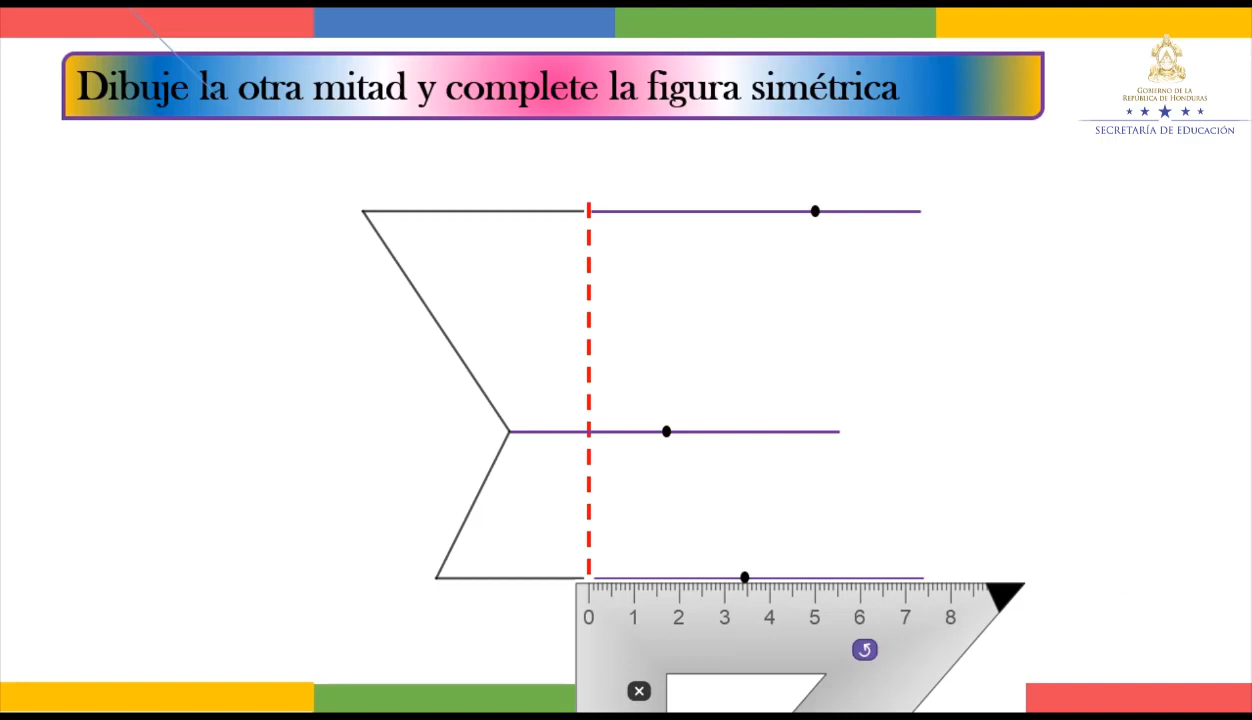 Dibuje la otra mitad y complete la figura simétrica
GOBIERNO DE LA
REPÚBLICA DE HONDURAS
SECRETARÍA DE EDUCACIÓN
0 1 2 3 4 5 6 7 8